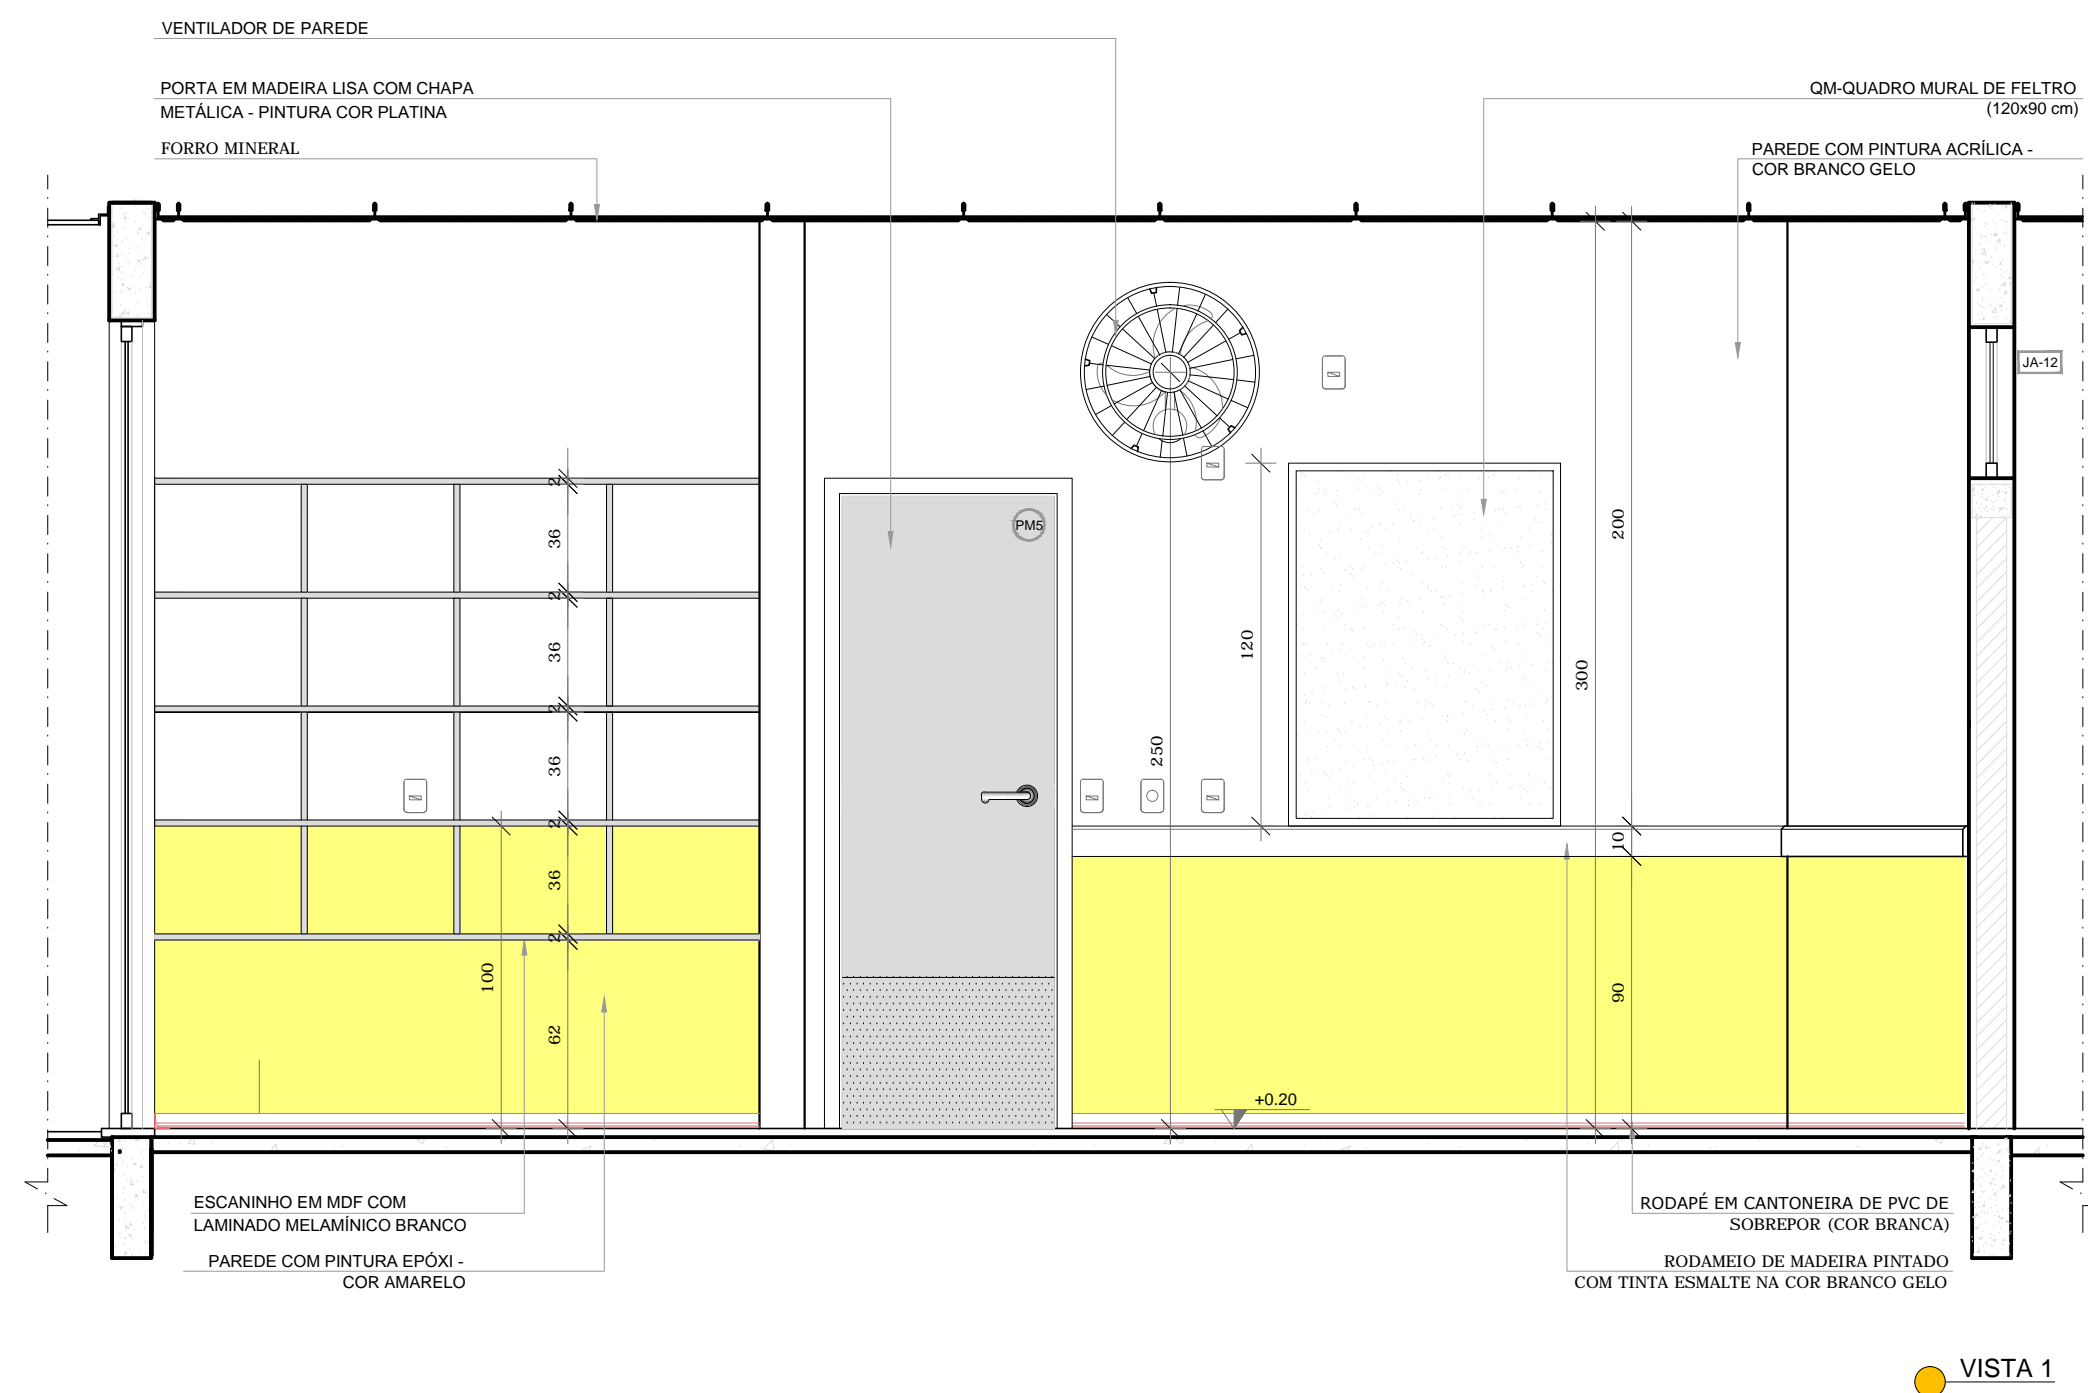 VENTILADOR DE PAREDE
PORTA EM MADEIRA LISA COM CHAPA
METÁLICA - PINTURA COR PLATINA
FORRO MINERAL
QM-QUADRO MURAL DE FELTRO
(120x90 cm)
PAREDE COM PINTURA ACRÍLICA -
COR BRANCO GELO
JA-12
PM5
2
36
2
36
2
36
2
36
2
62
100
250
120
200
300
10
90
+0.20
ESCANINHO EM MDF COM
LAMINADO MELAMÍNICO BRANCO
PAREDE COM PINTURA EPÓXI -
COR AMARELO
RODAPÉ EM CANTONEIRA DE PVC DE
SOBREPOR (COR BRANCA)
RODAMEIO DE MADEIRA PINTADO
COM TINTA ESMALTE NA COR BRANCO GELO
VISTA 1